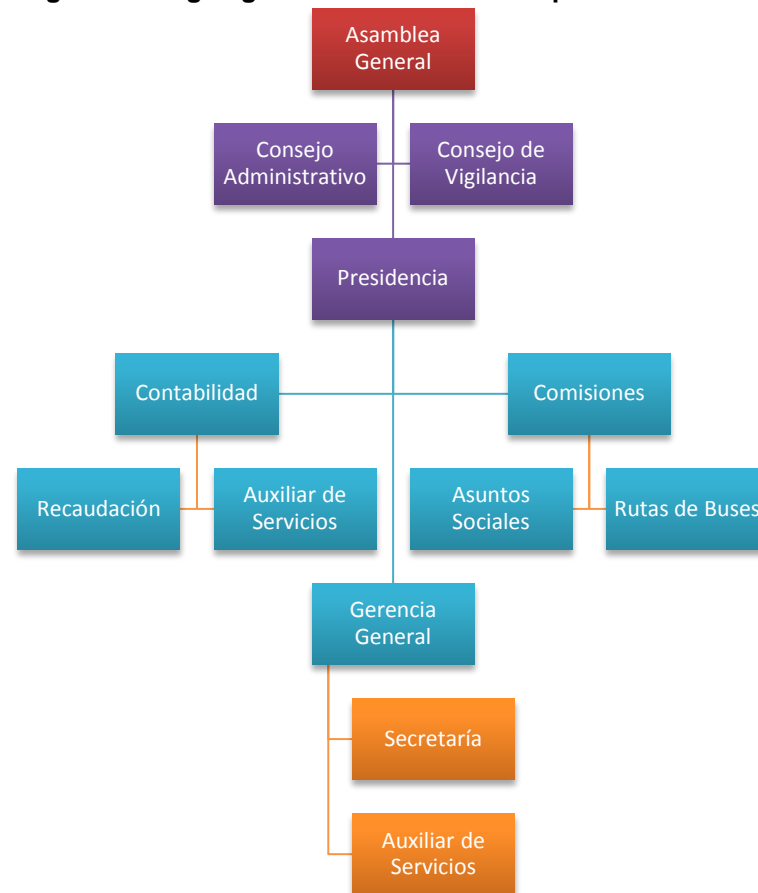 Asamblea
General
Consejo
Administrativo
Consejo de
Vigilancia
Presidencia
Contabilidad
Comisiones
Recaudación
Auxiliar de
Servicios
Asuntos
Sociales
Rutas de Buses
Gerencia
General
Secretaría
Auxiliar de
Servicios